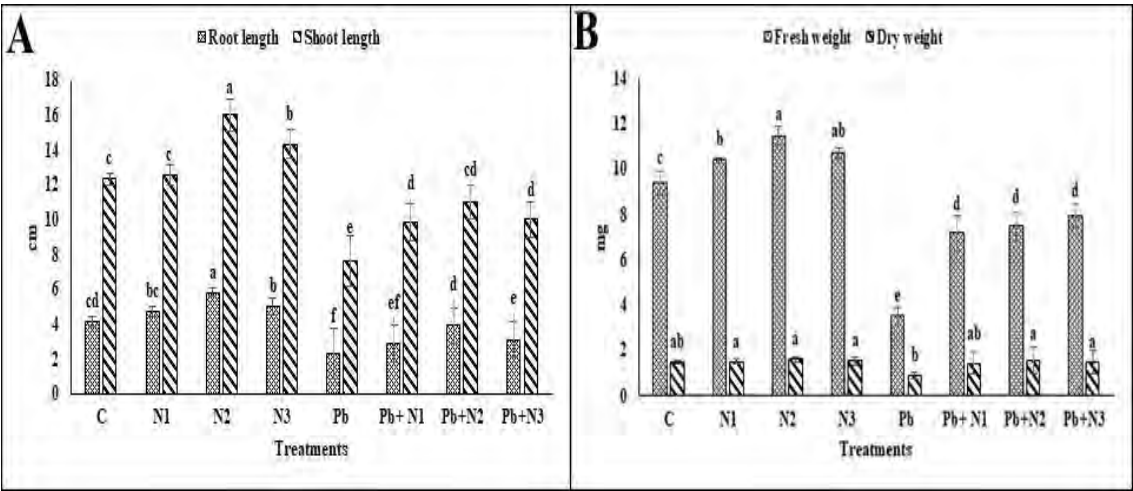 A
Root length Shoot length
18
16
14
12
10
8
6
4
2
0
cm
cd c bc c a a b b f e ef d d cd e d
C N1 N2 N3 Pb Pb+ N1 Pb+N2 Pb+N3
Treatments
B
Fresh weight Dry weight
14
12
10
8
6
4
2
0
mg
c ab b a a a ab a e b d ab d a d a
C N1 N2 N3 Pb Pb+ N1 Pb+N2 Pb+N3
Treatments